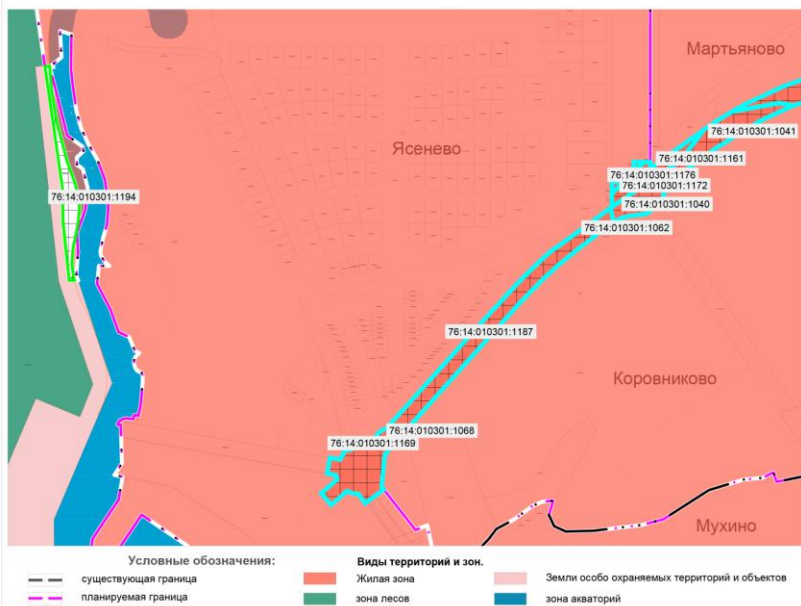 Мартьяново
76:14:010301:1041
Ясенево
76:14:010301:1161
76:14:010301:1176
76:14:010301:1172
76:14:010301:1194
76:14:010301:1040
76:14:010301:1062
76:14:010301:1187
Коровниково
76:14:010301:1068
76:14:010301:1169
Мухино
Условные обозначения:
Виды территорий и зон.
существующая граница
Жилая зона
Земли особо охраняемых территорий и объектов
планируемая граница
зона лесов
зона акваторий